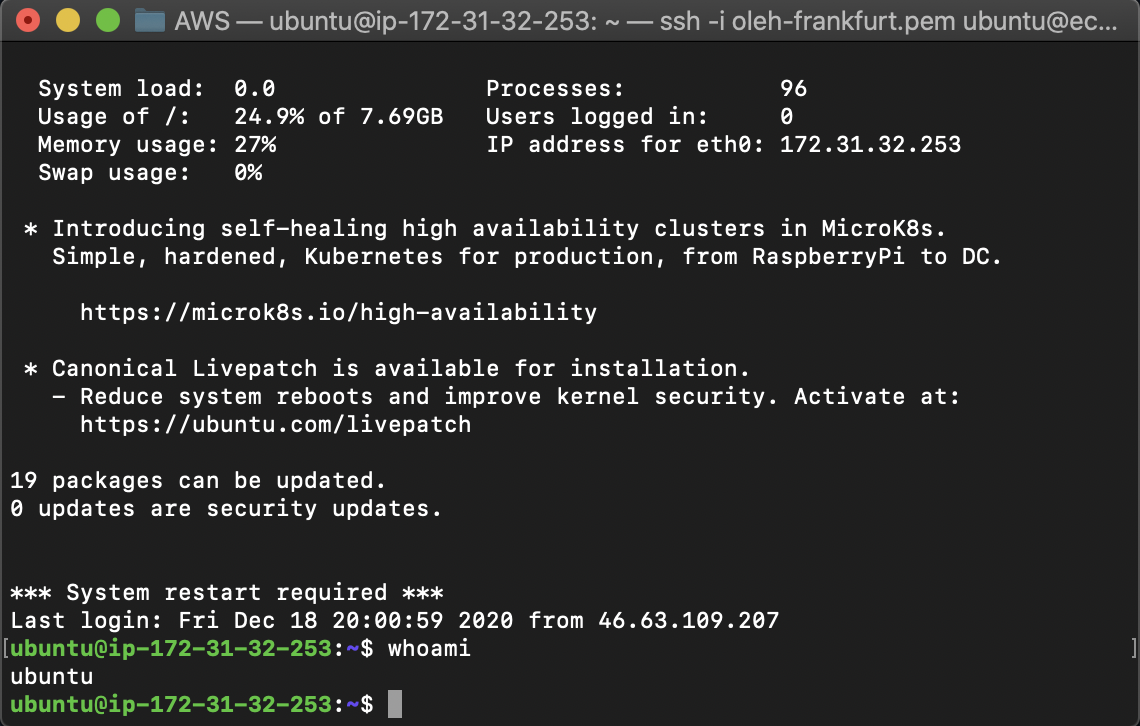 AWS — ubuntu@ip-172-31-32-253: ~ — ssh -i oleh-frankfurt.pem ubuntu@ec...
System load:  0.0               Processes:           96
Usage of /:   24.9% of 7.69GB   Users logged in:     0
Memory usage: 27%               IP address for eth0: 172.31.32.253
Swap usage:   0%
* Introducing self-healing high availability clusters in MicroK8s.
Simple, hardened, Kubernetes for production, from RaspberryPi to DC.
https://microk8s.io/high-availability
* Canonical Livepatch is available for installation.
- Reduce system reboots and improve kernel security. Activate at:
https://ubuntu.com/livepatch
19 packages can be updated.
0 updates are security updates.
*** System restart required ***
Last login: Fri Dec 18 20:00:59 2020 from 46.63.109.207
[ubuntu@ip-172-31-32-253:~$ whoami ]
ubuntu
ubuntu@ip-172-31-32-253:~$